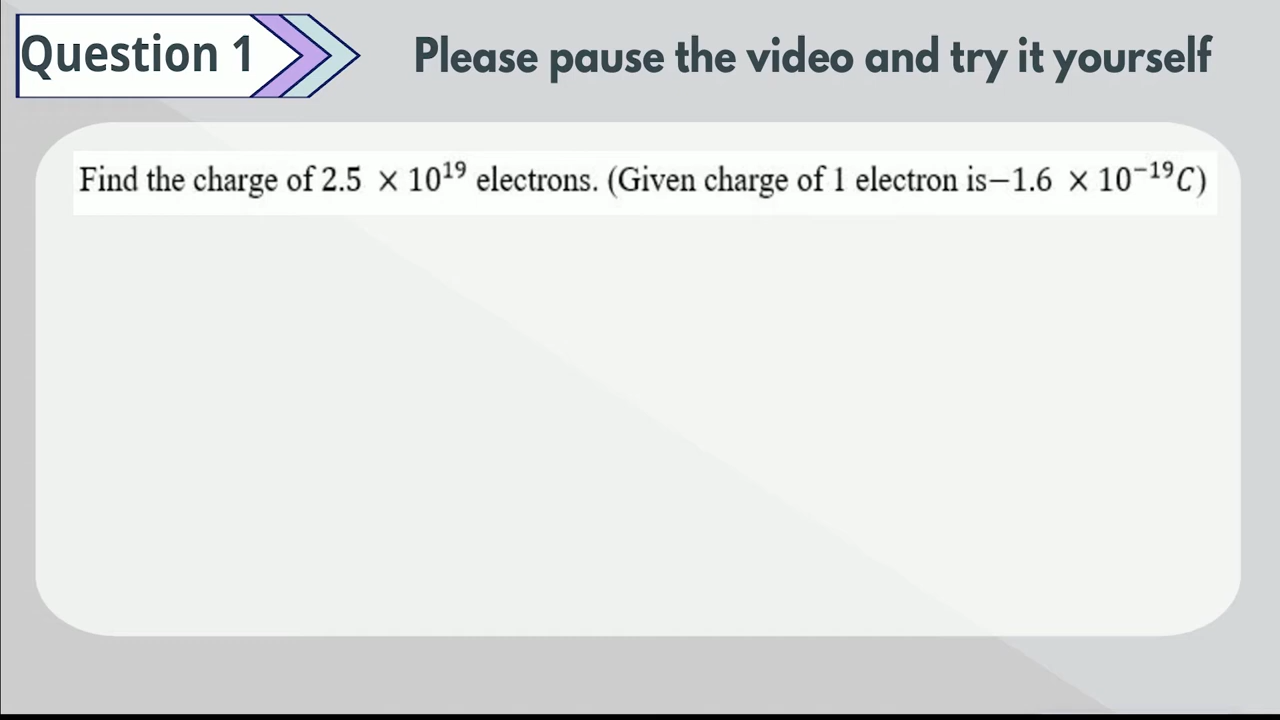 Question 1
Please pause the video and try it yourself
Find the charge of 2.5 × 10¹⁹ electrons. (Given charge of 1 electron is−1.6 × 10⁻¹⁹C)